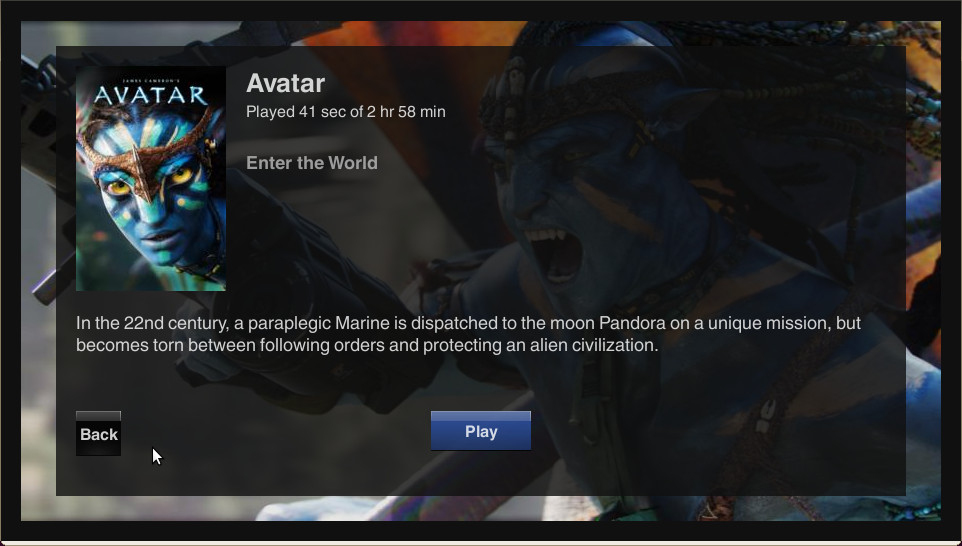 JAMES CAMERON'S
AVATAR
Avatar
Played 41 sec of 2 hr 58 min
Enter the World
In the 22nd century, a paraplegic Marine is dispatched to the moon Pandora on a unique mission, but
becomes torn between following orders and protecting an alien civilization.
Back
Play